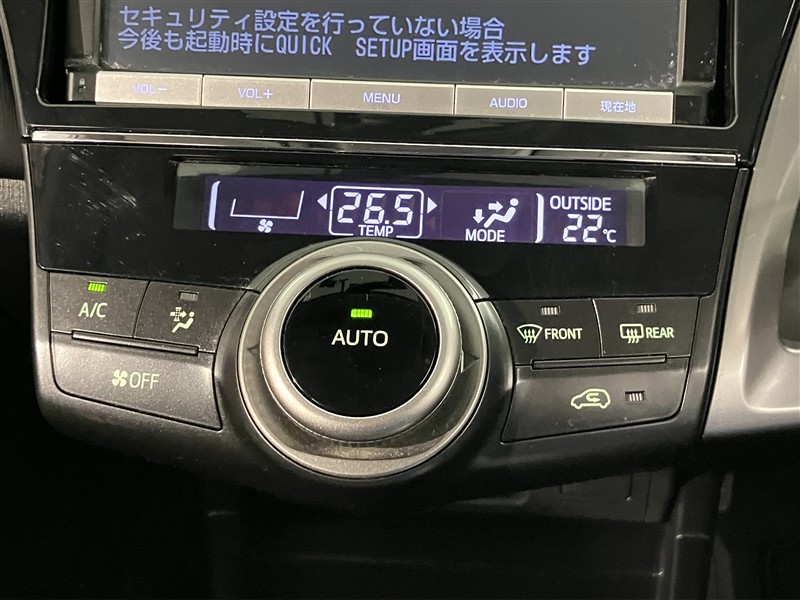 セキュリティ設定を行っていない場合
今後も起動時にQUICK SETUP画面を表示します
VOL− VOL+ MENU AUDIO 現在地
26.5
TEMP
MODE
OUTSIDE
22℃
A/C
AUTO
FRONT
REAR
OFF